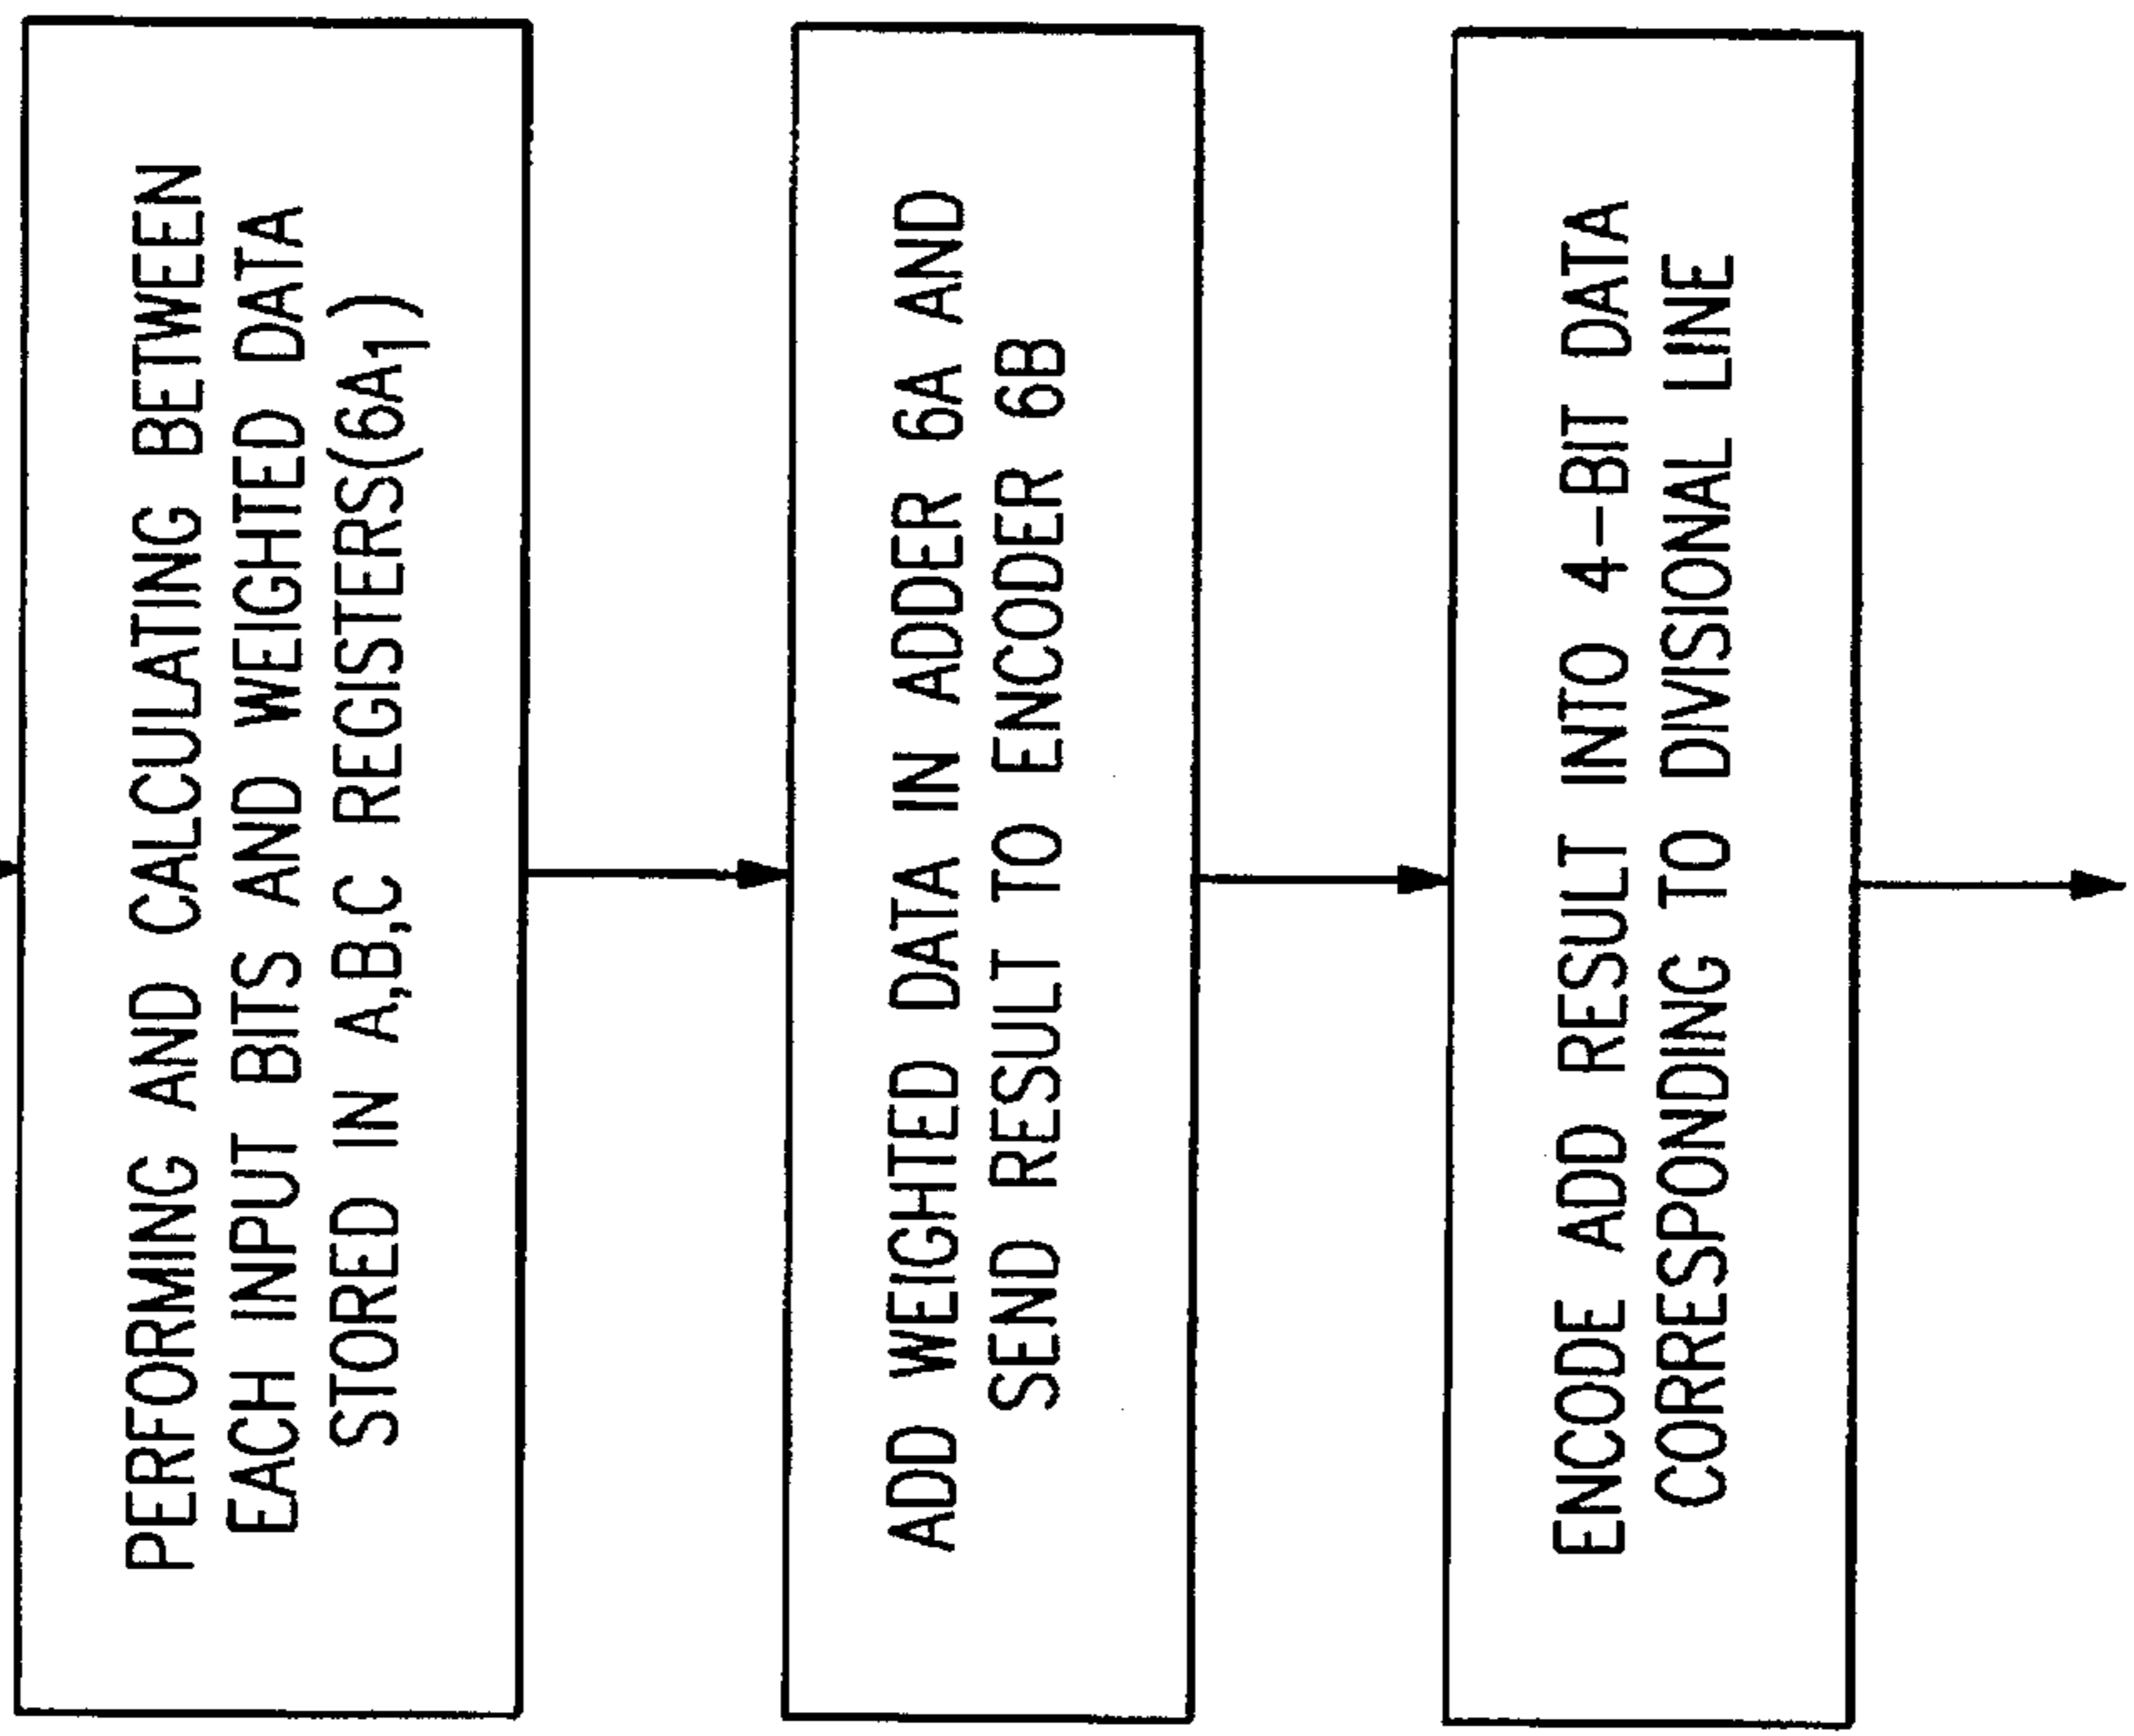 PERFORMING AND CALCULATING BETWEEN
EACH INPUT BITS AND WEIGHTED DATA
STORED IN A,B,C REGISTERS(6A1)
ADD WEIGHTED DATA IN ADDER 6A AND
SEND RESULT TO ENCODER 6B
ENCODE ADD RESULT INTO 4-BIT DATA
CORRESPONDING TO DIVISIONAL LINE